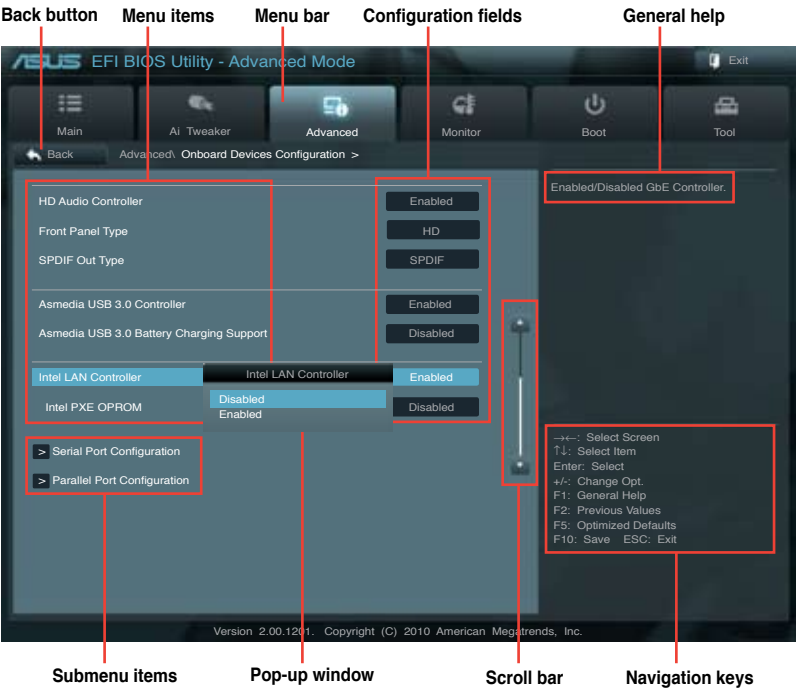 Back button Menu items Menu bar Configuration fields General help
ASUS EFI BIOS Utility - Advanced Mode Exit
Main Ai Tweaker Advanced Monitor Boot Tool
Back Advanced\ Onboard Devices Configuration >
Enabled/Disabled GbE Controller.
HD Audio Controller Enabled
Front Panel Type HD
SPDIF Out Type SPDIF
Asmedia USB 3.0 Controller Enabled
Asmedia USB 3.0 Battery Charging Support Disabled
Intel LAN Controller Enabled
Intel LAN Controller
Disabled
Enabled
Intel PXE OPROM Disabled
> Serial Port Configuration
> Parallel Port Configuration
→←: Select Screen
↑↓: Select Item
Enter: Select
+/-: Change Opt.
F1: General Help
F2: Previous Values
F5: Optimized Defaults
F10: Save ESC: Exit
Version 2.00.1201. Copyright (C) 2010 American Megatrends, Inc.
Submenu items Pop-up window Scroll bar Navigation keys